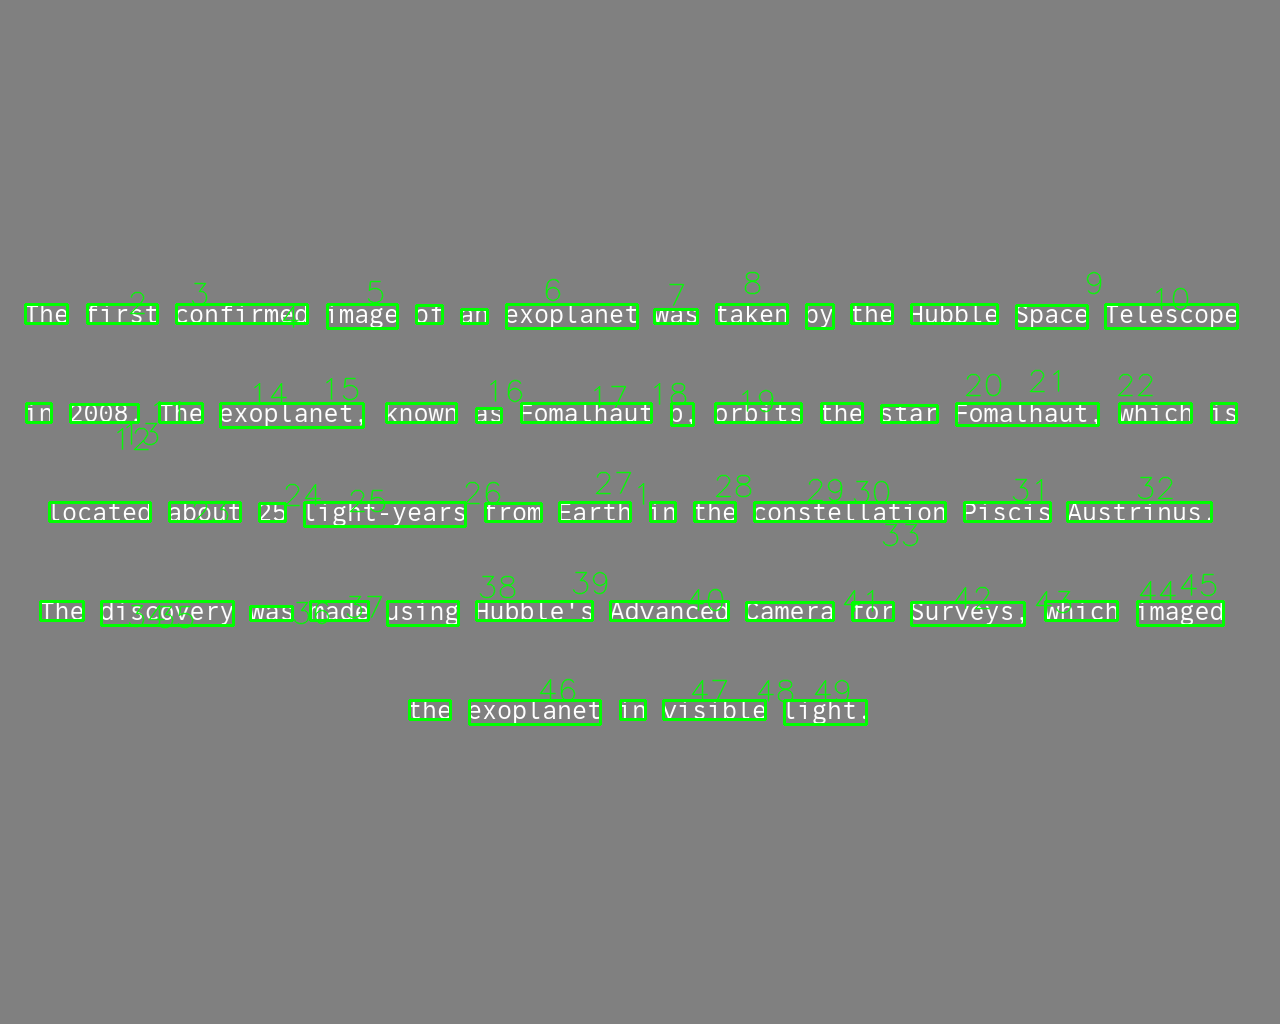 The first confirmed image of an exoplanet was taken by the Hubble Space Telescope
in 2008. The exoplanet, known as Fomalhaut b, orbits the star Fomalhaut, which is
located about 25 light-years from Earth in the constellation Piscis Austrinus.
The discovery was made using Hubble's Advanced Camera for Surveys, which imaged
the exoplanet in visible light.